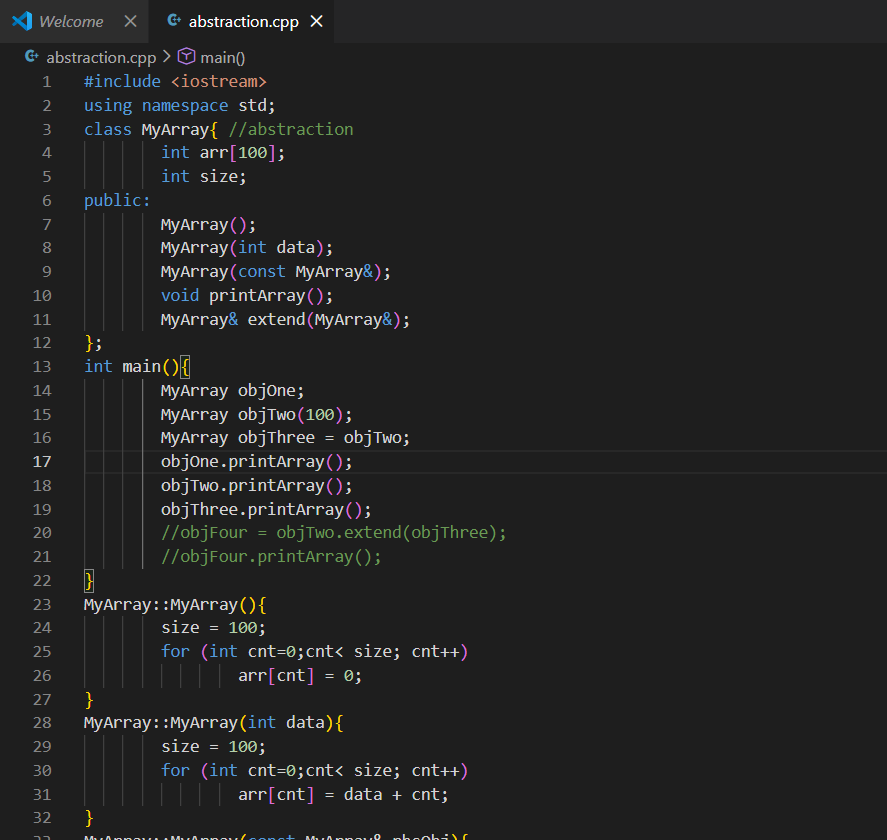 Welcome
abstraction.cpp
abstraction.cpp > main()
1 #include <iostream>
2 using namespace std;
3 class MyArray{ //abstraction
4 int arr[100];
5 int size;
6 public:
7 MyArray();
8 MyArray(int data);
9 MyArray(const MyArray&);
10 void printArray();
11 MyArray& extend(MyArray&);
12 };
13 int main(){
14 MyArray objOne;
15 MyArray objTwo(100);
16 MyArray objThree = objTwo;
17 objOne.printArray();
18 objTwo.printArray();
19 objThree.printArray();
20 //objFour = objTwo.extend(objThree);
21 //objFour.printArray();
22 }
23 MyArray::MyArray(){
24 size = 100;
25 for (int cnt=0;cnt< size; cnt++)
26 arr[cnt] = 0;
27 }
28 MyArray::MyArray(int data){
29 size = 100;
30 for (int cnt=0;cnt< size; cnt++)
31 arr[cnt] = data + cnt;
32 }
MyArray::MyArray(const MyArray&